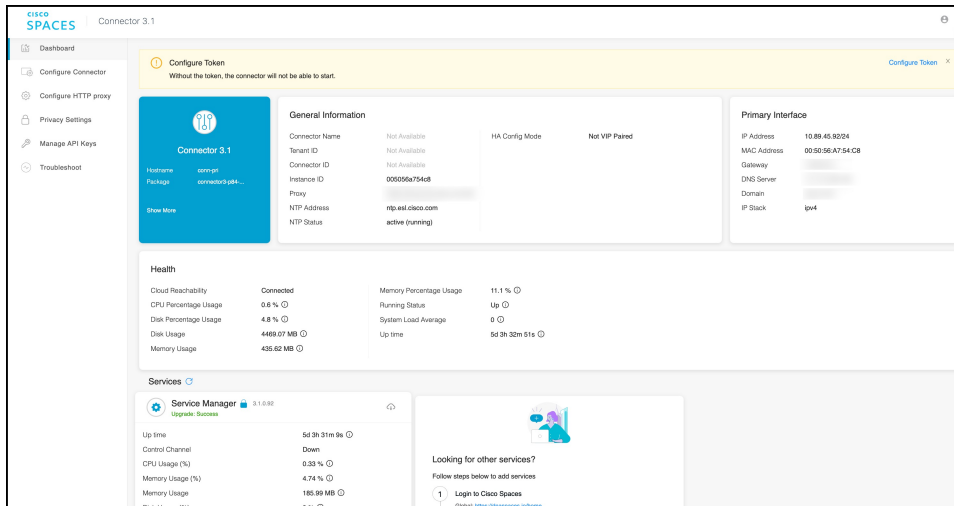 CISCO
SPACES
Connector 3.1
Dashboard
Configure Connector
Configure HTTP proxy
Privacy Settings
Manage API Keys
Troubleshoot
Configure Token
Without the token, the connector will not be able to start.
Configure Token X
Connector 3.1
Hostname conn-pri
Package connector3-p84-...
Show More
General Information
Connector Name Not Available
Tenant ID Not Available
Connector ID Not Available
Instance ID 005056a754c8
Proxy
NTP Address ntp.esl.cisco.com
NTP Status active (running)
HA Config Mode Not VIP Paired
Primary Interface
IP Address 10.89.45.92/24
MAC Address 00:50:56:A7:54:C8
Gateway
DNS Server
Domain
IP Stack ipv4
Health
Cloud Reachability Connected
CPU Percentage Usage 0.6 %
Disk Percentage Usage 4.8 %
Disk Usage 4469.07 MB
Memory Usage 435.62 MB
Memory Percentage Usage 11.1 %
Running Status Up
System Load Average 0
Up time 5d 3h 32m 51s
Services
Service Manager 3.1.0.92
Upgrade: Success
Up time 5d 3h 31m 9s
Control Channel Down
CPU Usage (%) 0.33 %
Memory Usage (%) 4.74 %
Memory Usage 185.99 MB
Looking for other services?
Follow steps below to add services
1 Login to Cisco Spaces